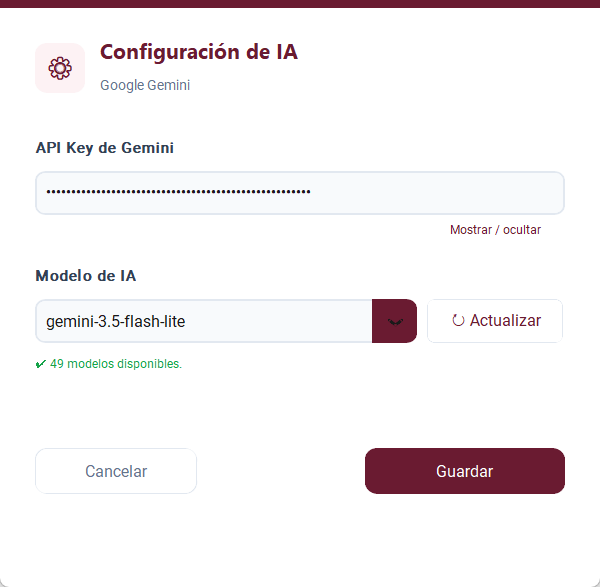 Configuración de IA
Google Gemini
API Key de Gemini
••••••••••••••••••••••••••••••••••••••••••••••••••••••
Mostrar / ocultar
Modelo de IA
gemini-3.5-flash-lite
↻ Actualizar
✔ 49 modelos disponibles.
Cancelar
Guardar